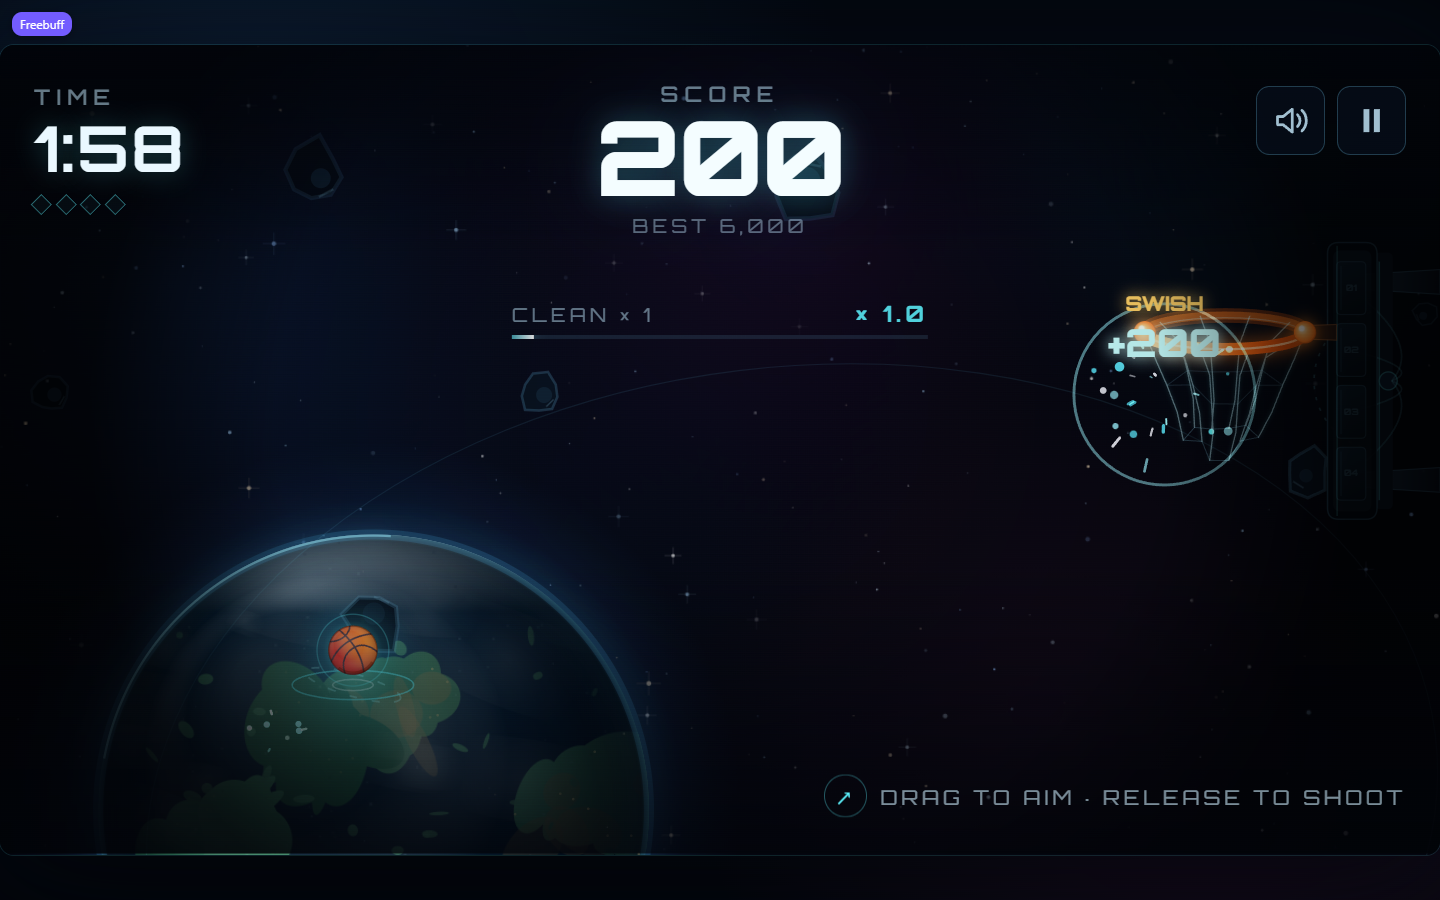 Freebuff
TIME
1:58
SCORE
200
BEST 6,000
CLEAN x 1
x 1.0
SWISH
+200
DRAG TO AIM · RELEASE TO SHOOT